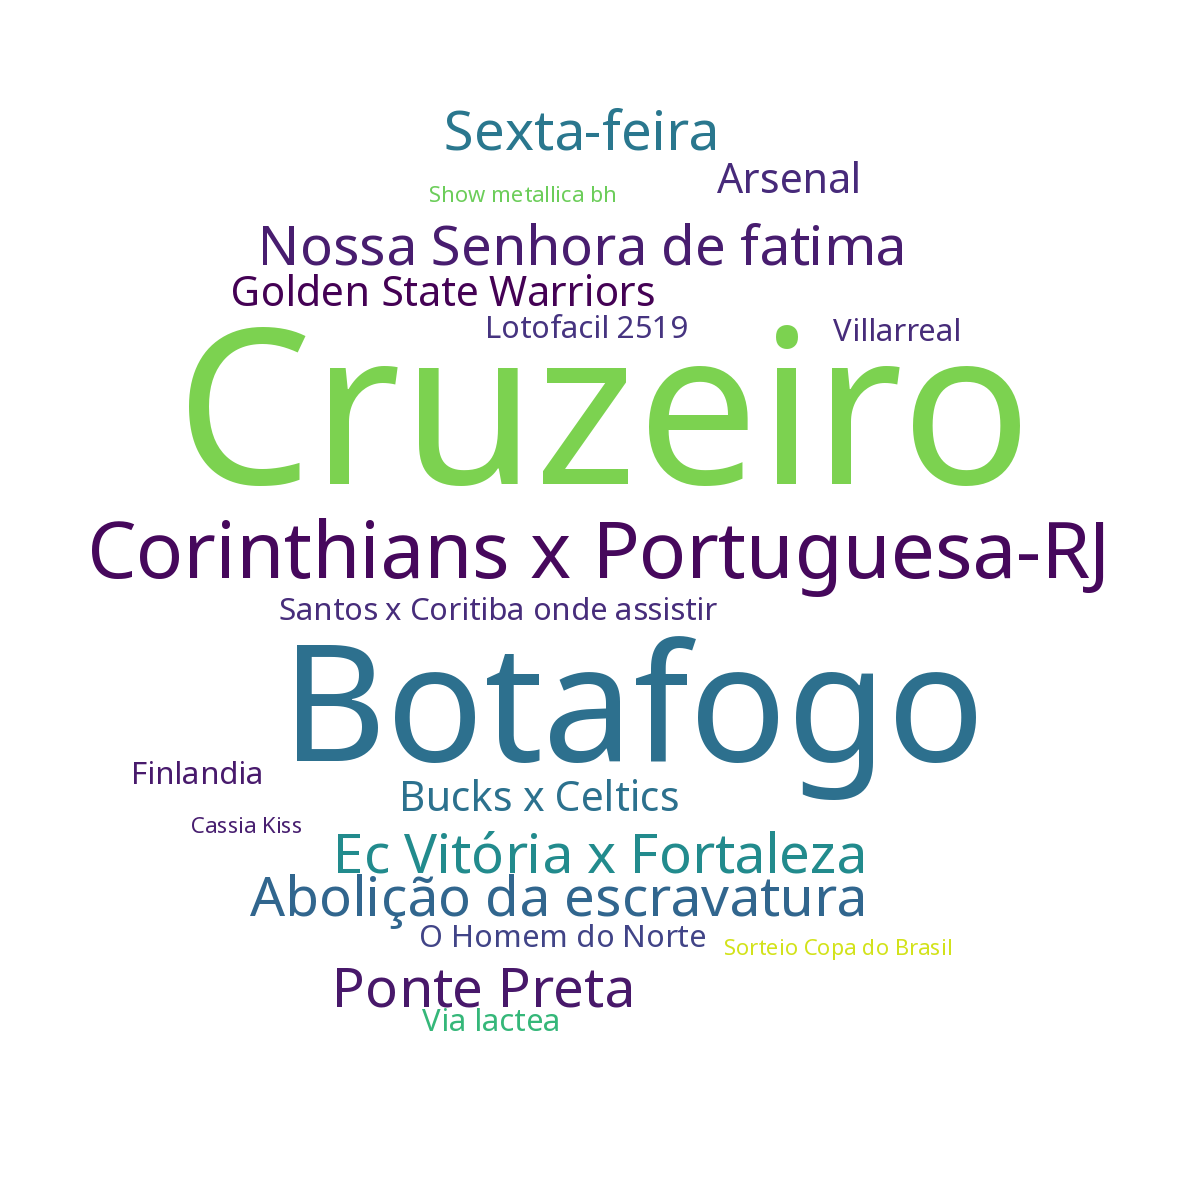 Sexta-feira
Arsenal
Show metallica bh
Nossa Senhora de fatima
Golden State Warriors
Lotofacil 2519
Villarreal
Cruzeiro
Corinthians x Portuguesa-RJ
Santos x Coritiba onde assistir
Botafogo
Finlandia
Bucks x Celtics
Cassia Kiss
Ec Vitória x Fortaleza
Abolição da escravatura
O Homem do Norte
Sorteio Copa do Brasil
Ponte Preta
Via lactea